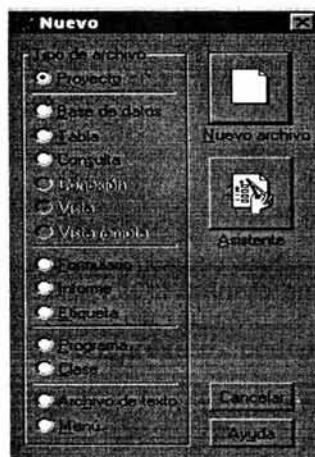 Nuevo
Tipo de archivo
Proyecto
Base de datos
Tabla
Consulta
Conexión
Vista
Vista remota
Formulario
Informe
Etiqueta
Programa
Clase
Archivo de texto
Menú
Nuevo archivo
Asistente
Cancelar
Ayuda